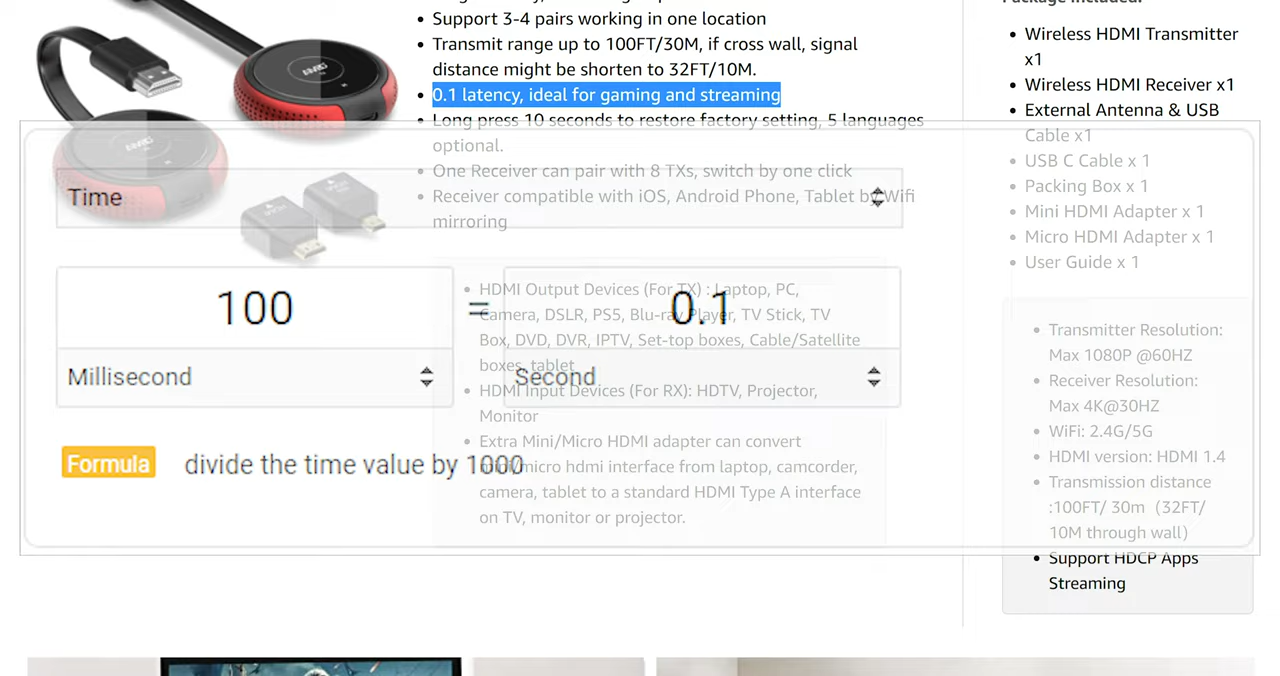 • Support 3-4 pairs working in one location
• Transmit range up to 100FT/30M, if cross wall, signal
distance might be shorten to 32FT/10M.
• 0.1 latency, ideal for gaming and streaming
• Long press 10 seconds to restore factory setting, 5 languages
optional.
• One Receiver can pair with 8 TXs, switch by one click
• Receiver compatible with iOS, Android Phone, Tablet by Wifi
mirroring
• HDMI Output Devices (For TX) : Laptop, PC,
Camera, DSLR, PS5, Blu-ray Player, TV Stick, TV
Box, DVD, DVR, IPTV, Set-top boxes, Cable/Satellite
boxes, tablet
• HDMI Input Devices (For RX): HDTV, Projector,
Monitor
• Extra Mini/Micro HDMI adapter can convert
mini/micro hdmi interface from laptop, camcorder,
camera, tablet to a standard HDMI Type A interface
on TV, monitor or projector.
Package included:
• Wireless HDMI Transmitter
x1
• Wireless HDMI Receiver x1
• External Antenna & USB
Cable x1
• USB C Cable x 1
• Packing Box x 1
• Mini HDMI Adapter x 1
• Micro HDMI Adapter x 1
• User Guide x 1
• Transmitter Resolution:
Max 1080P @60HZ
• Receiver Resolution:
Max 4K@30HZ
• WiFi: 2.4G/5G
• HDMI version: HDMI 1.4
• Transmission distance
:100FT/ 30m（32FT/
10M through wall）
• Support HDCP Apps
Streaming
Time
100 = 0.1
Millisecond Second
Formula divide the time value by 1000